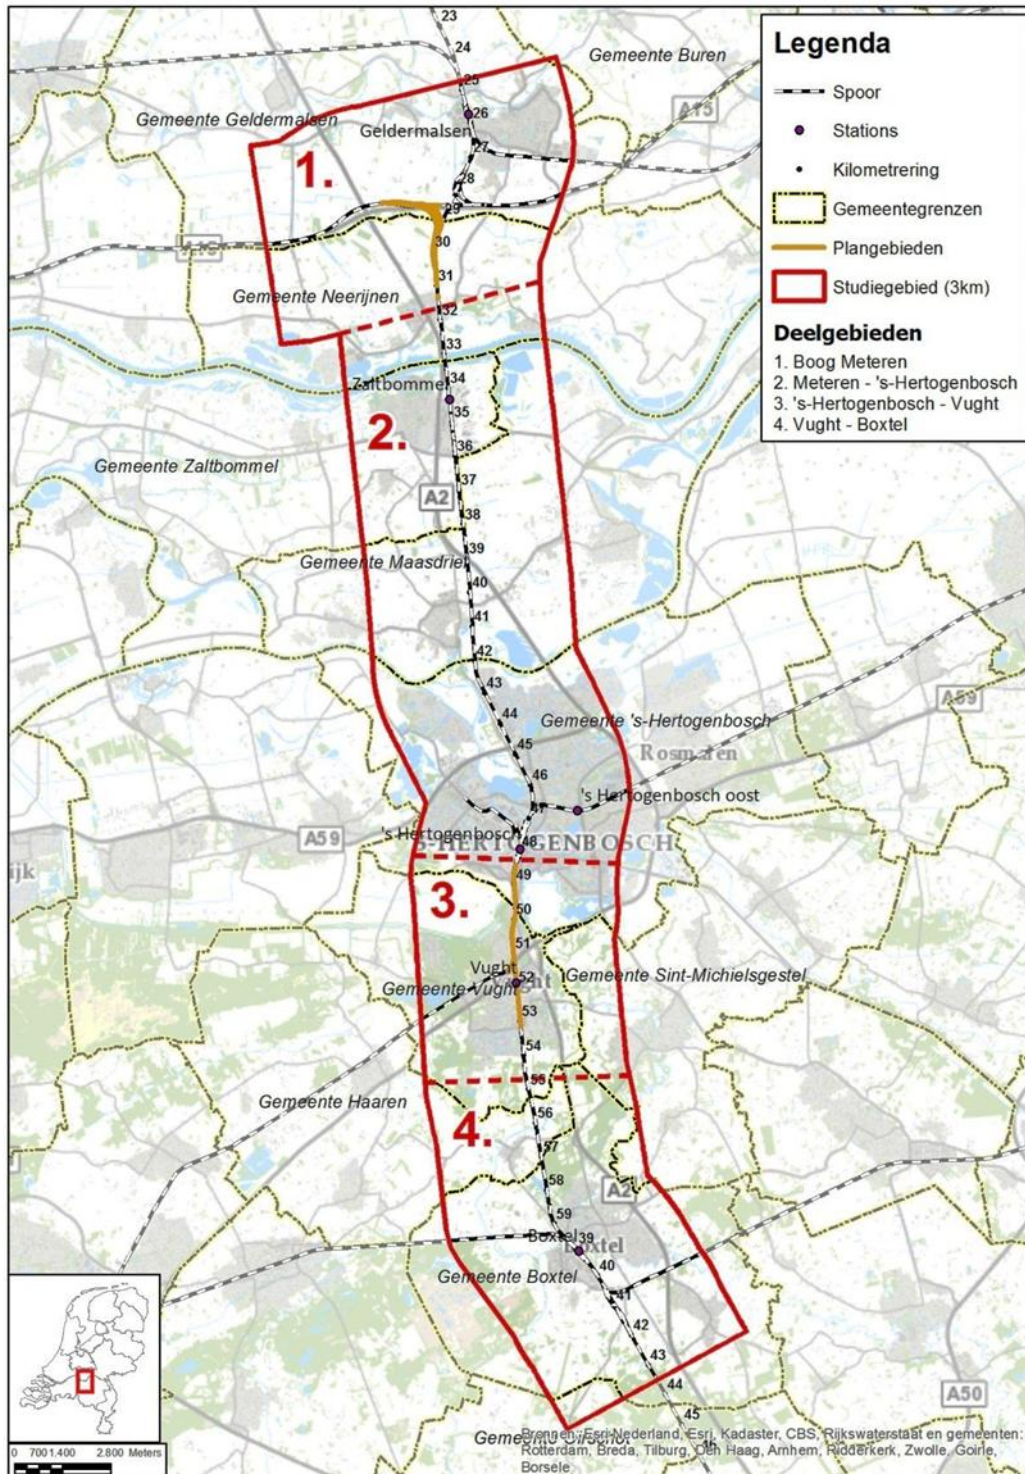 23
24
Gemeente Buren
25
A15
26
Gemeente Geldermalsen
Geldermalsen
27
1.
28
29
30
A15
31
Gemeente Neerijnen
32
33
34
Zaltbommel
35
2.
36
Gemeente Zaltbommel
37
A2
38
39
Gemeente Maasdriel
40
41
42
43
44
Gemeente 's-Hertogenbosch
A59
45
Rosmalen
46
's Hertogenbosch oost
47
A59
's Hertogenbosch
48
S-HERTOGENBOSCH
49
3.
50
51
Vught
52
Gemeente Sint-Michielsgestel
Gemeente Vught
53
54
55
Gemeente Haaren
56
4.
57
58
A2
59
Boxtel
39
Boxtel
40
Gemeente Boxtel
41
42
43
44
A50
45
Legenda
Spoor
Stations
Kilometrering
Gemeentegrenzen
Plangebieden
Studiegebied (3km)
Deelgebieden
1. Boog Meteren
2. Meteren - 's-Hertogenbosch
3. 's-Hertogenbosch - Vught
4. Vught - Boxtel
0 700 1.400 2.800 Meters
Bronnen: Esri Nederland, Esri, Kadaster, CBS, Rijkswaterstaat en gemeenten:
Rotterdam, Breda, Tilburg, Den Haag, Arnhem, Ridderkerk, Zwolle, Goirle,
Borsele